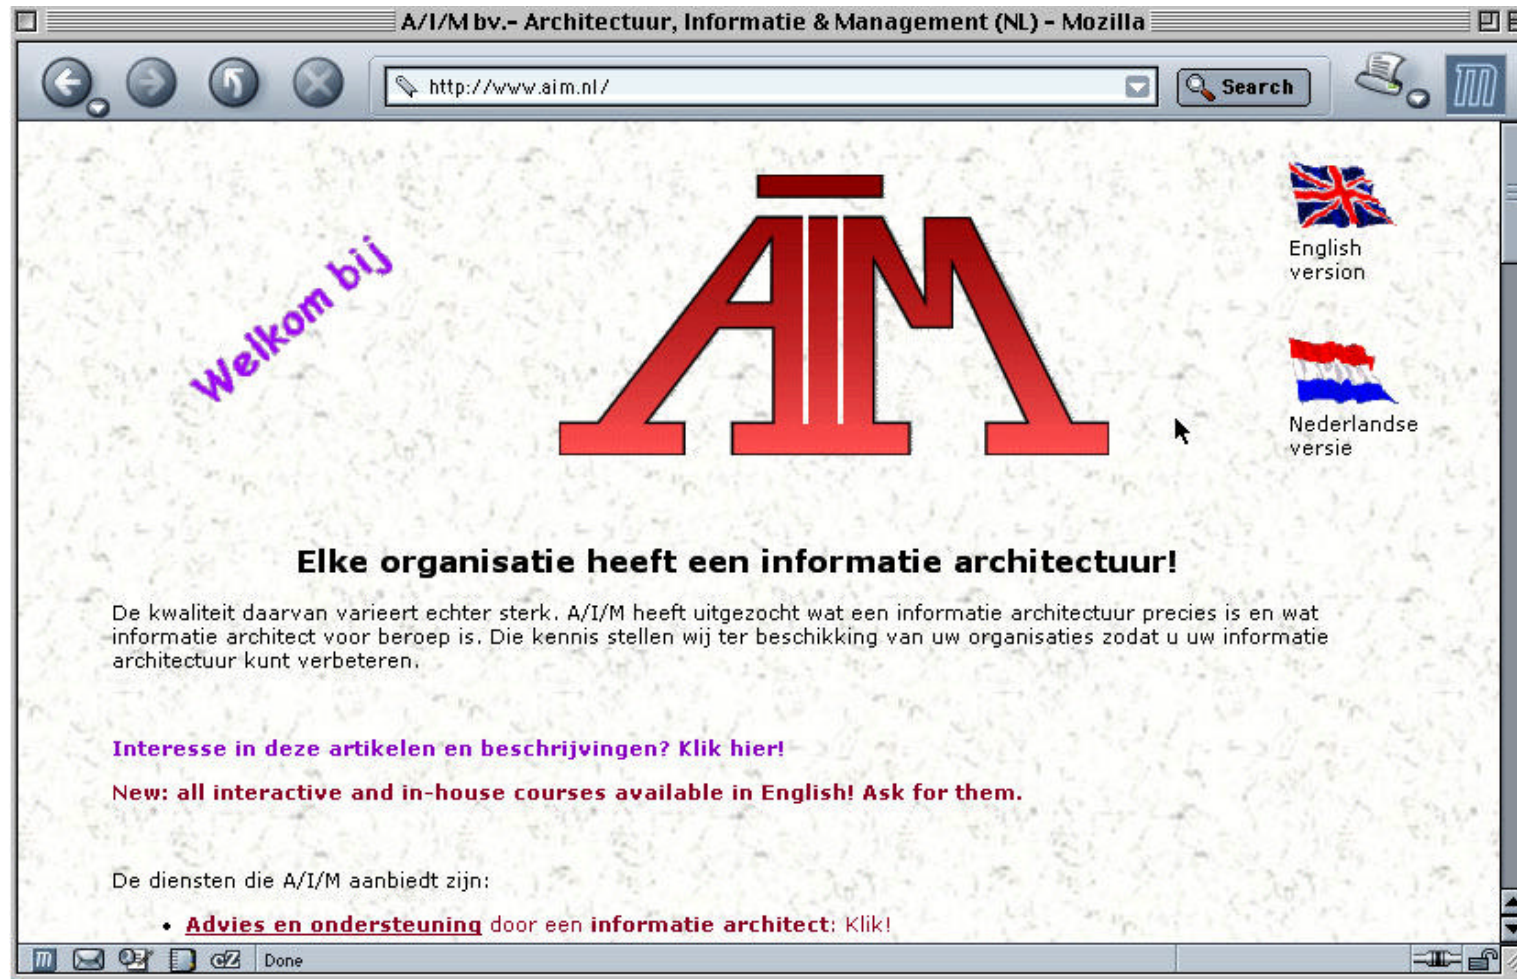 A/I/M bv.- Architectuur, Informatie & Management (NL) - Mozilla
http://www.aim.nl/
Search
Welkom bij
AIM
English
version
Nederlandse
versie
Elke organisatie heeft een informatie architectuur!
De kwaliteit daarvan varieert echter sterk. A/I/M heeft uitgezocht wat een informatie architectuur precies is en wat
informatie architect voor beroep is. Die kennis stellen wij ter beschikking van uw organisaties zodat u uw informatie
architectuur kunt verbeteren.
Interesse in deze artikelen en beschrijvingen? Klik hier!
New: all interactive and in-house courses available in English! Ask for them.
De diensten die A/I/M aanbiedt zijn:
• Advies en ondersteuning door een informatie architect: Klik!
Done